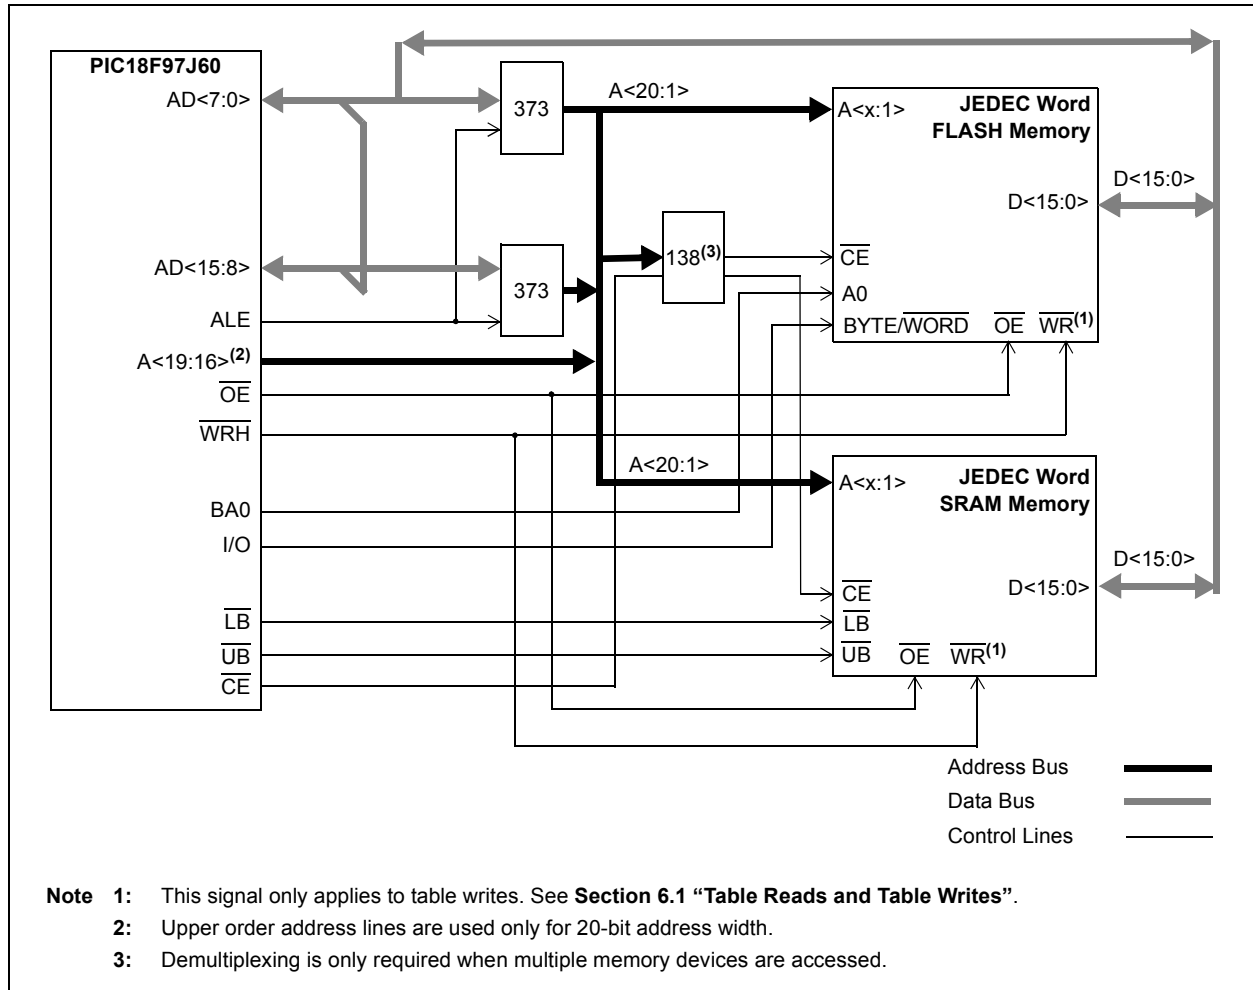 PIC18F97J60
AD<7:0>
AD<15:8>
ALE
A<19:16>(2)
OE
WRH
BA0
I/O
LB
UB
CE
373
373
A<20:1>
138(3)
A<20:1>
A<x:1>
JEDEC Word
FLASH Memory
D<15:0>
CE
A0
BYTE/WORD OE WR(1)
D<15:0>
A<x:1>
JEDEC Word
SRAM Memory
D<15:0>
CE
LB
UB OE WR(1)
D<15:0>
Address Bus
Data Bus
Control Lines
Note 1: This signal only applies to table writes. See Section 6.1 “Table Reads and Table Writes”.
2: Upper order address lines are used only for 20-bit address width.
3: Demultiplexing is only required when multiple memory devices are accessed.